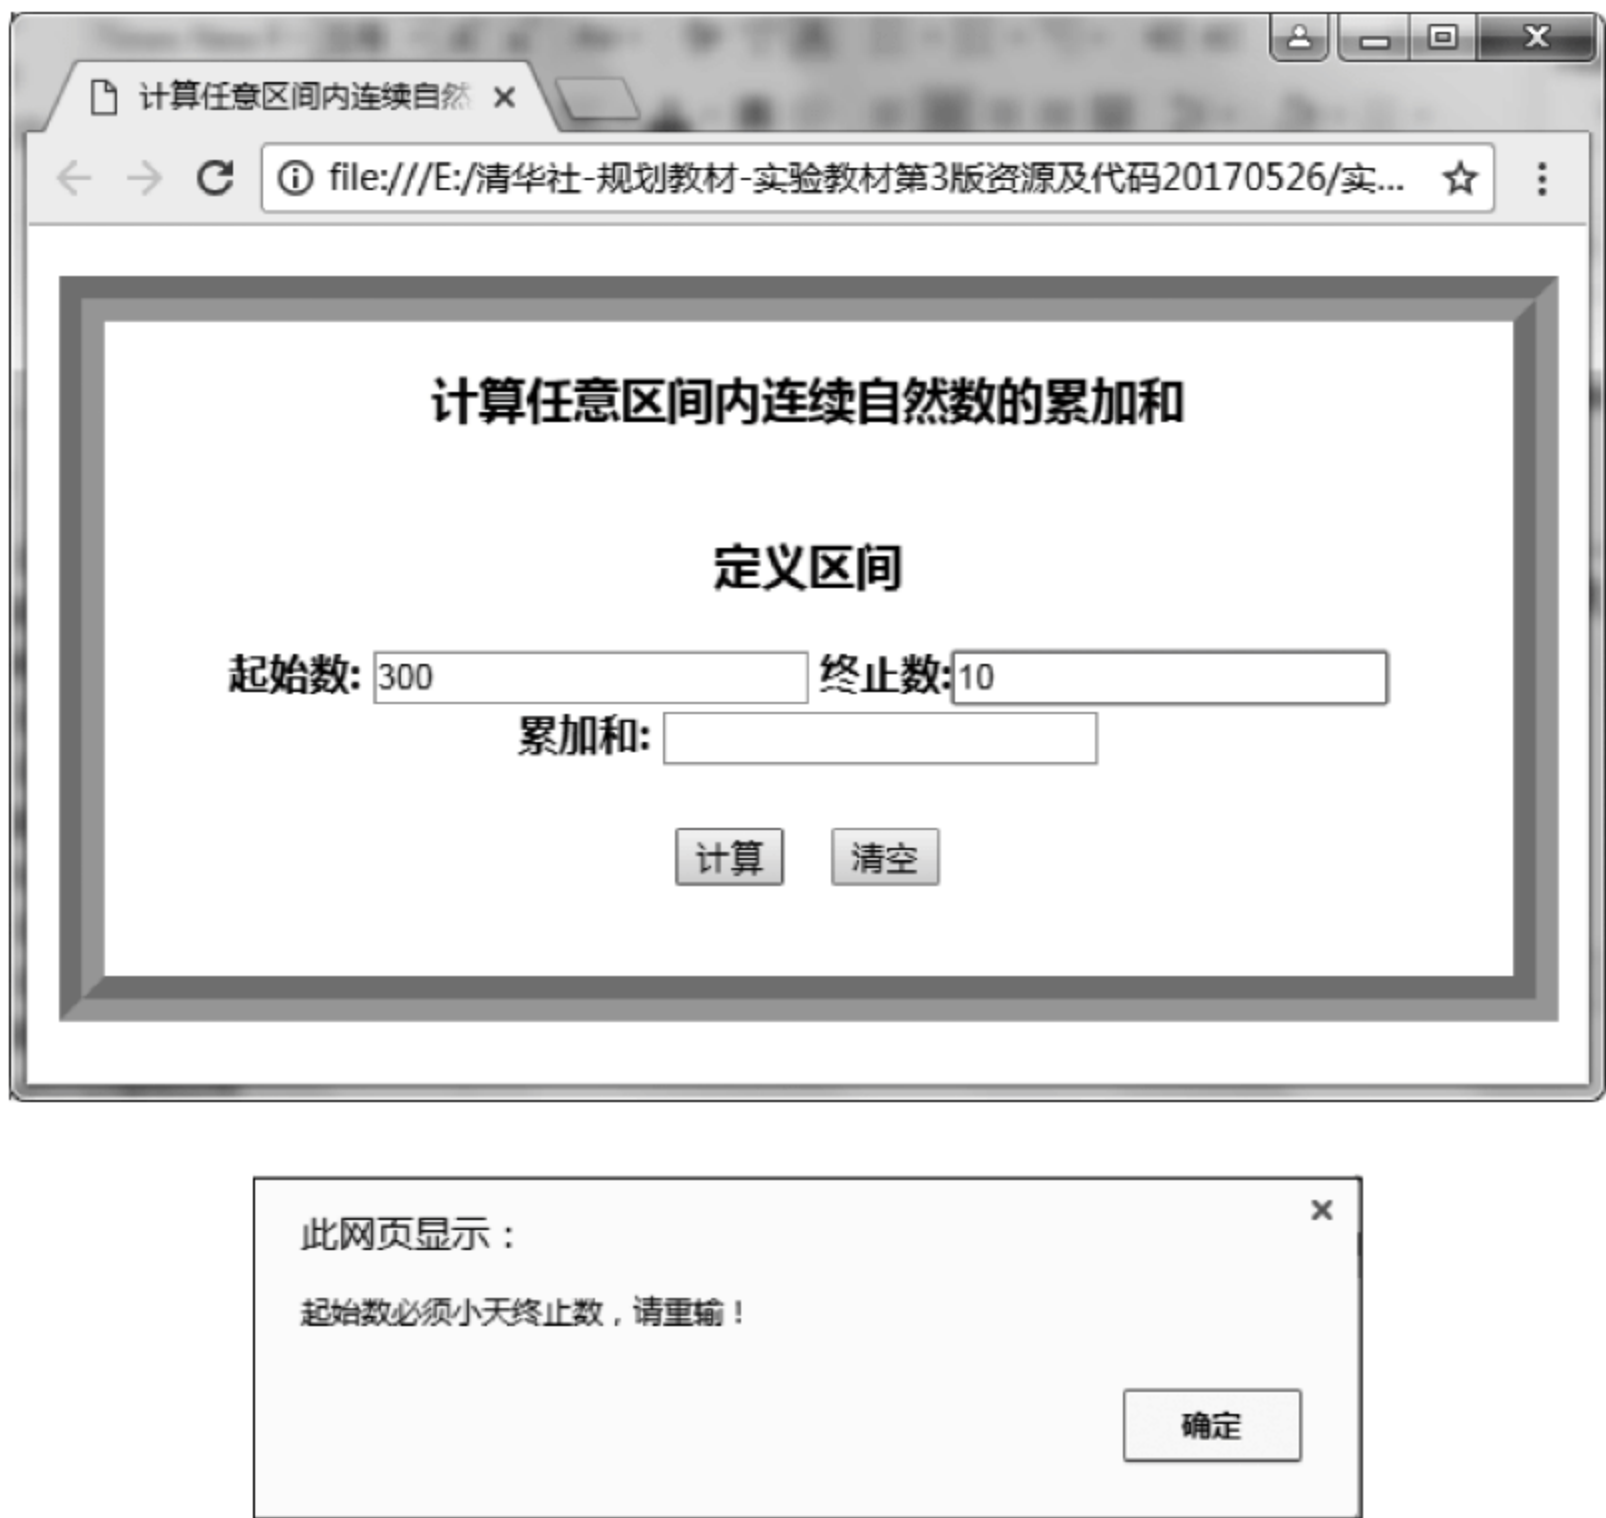 计算任意区间内连续自然
file:///E:/清华社-规划教材-实验教材第3版资源及代码20170526/实...
计算任意区间内连续自然数的累加和
定义区间
起始数: 300 终止数: 10
累加和:
计算 清空
此网页显示：
起始数必须小天终止数，请重输！
确定